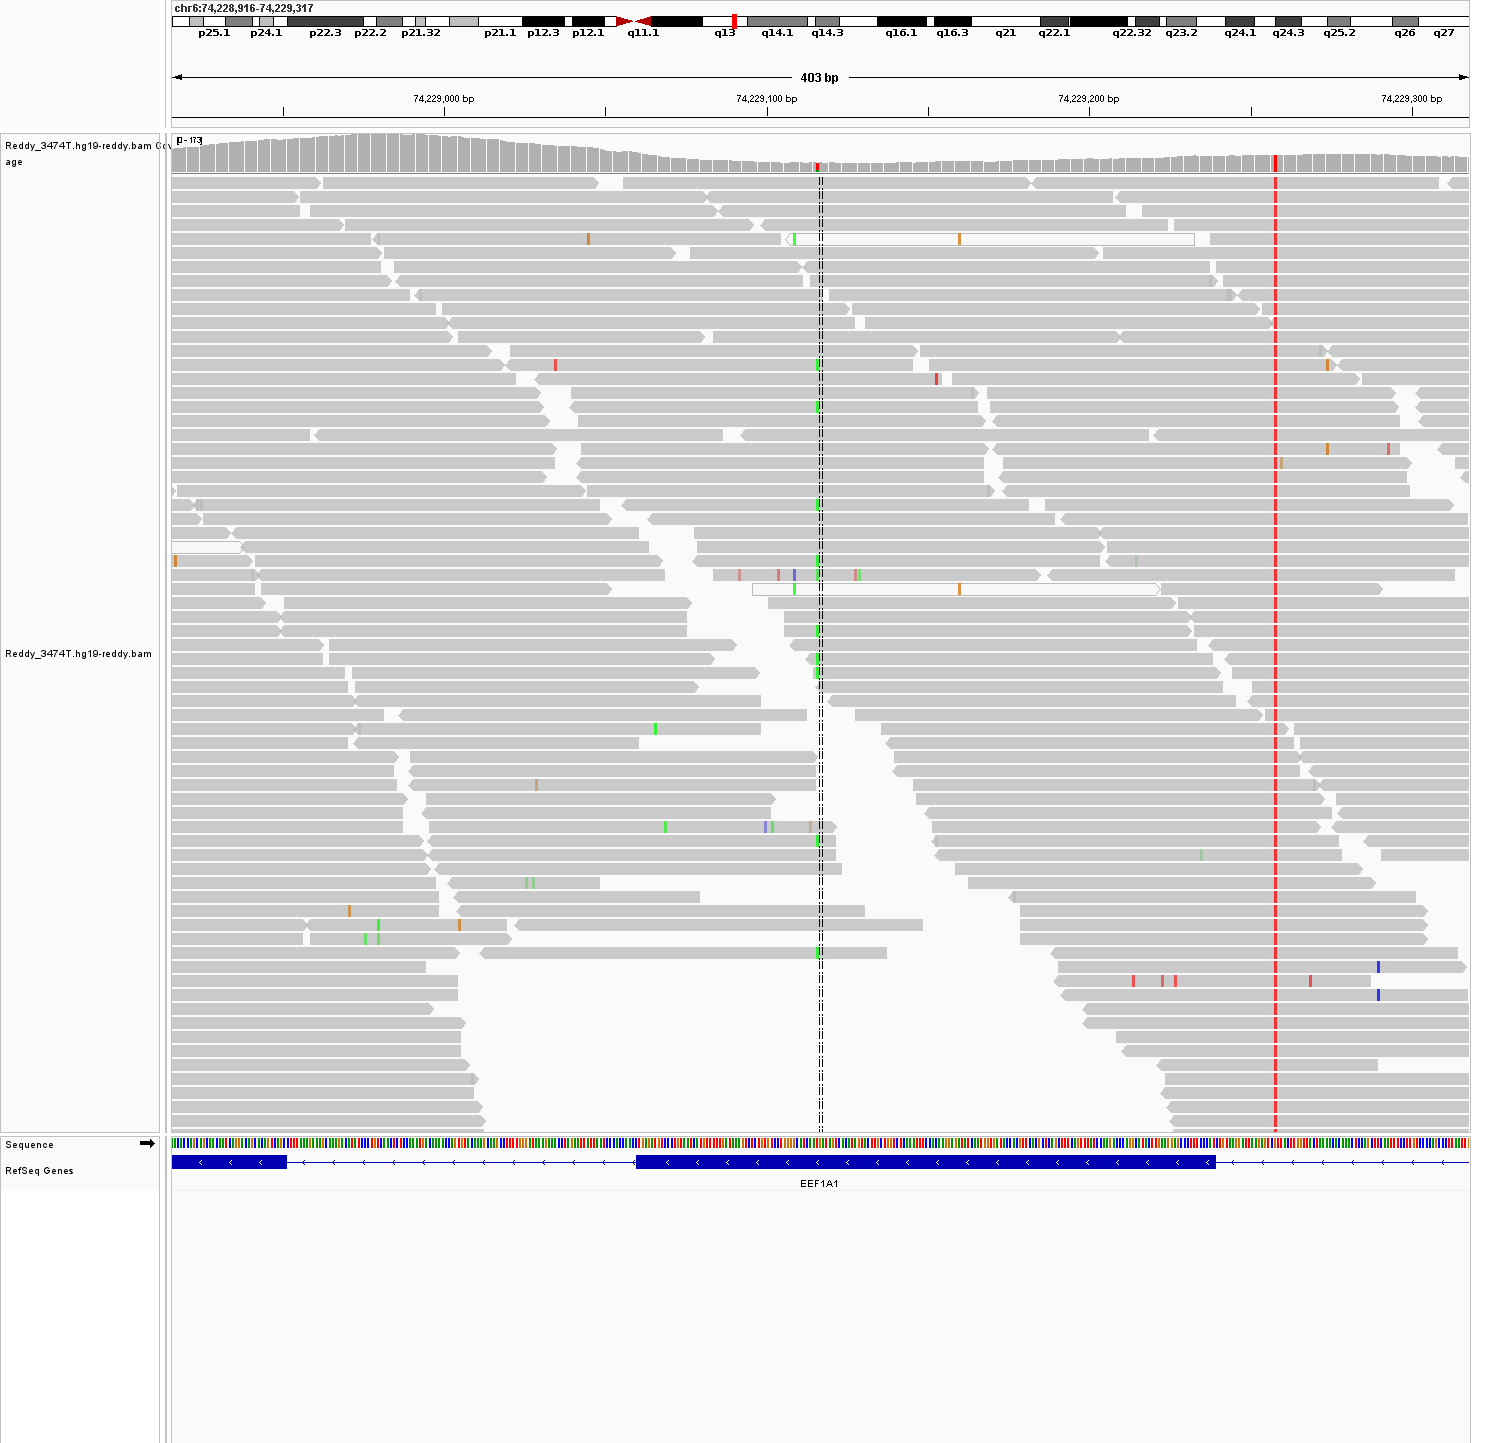 chr6:74,228,916-74,229,317
p25.1 p24.1 p22.3 p22.2 p21.32 p21.1 p12.3 p12.1 q11.1 q13 q14.1 q14.3 q16.1 q16.3 q21 q22.1 q22.32 q23.2 q24.1 q24.3 q25.2 q26 q27
403 bp
74,229,000 bp 74,229,100 bp 74,229,200 bp 74,229,300 bp
[0 - 173]
Reddy_3474T.hg19-reddy.bam Cov
age
Reddy_3474T.hg19-reddy.bam
Sequence
RefSeq Genes
EEF1A1